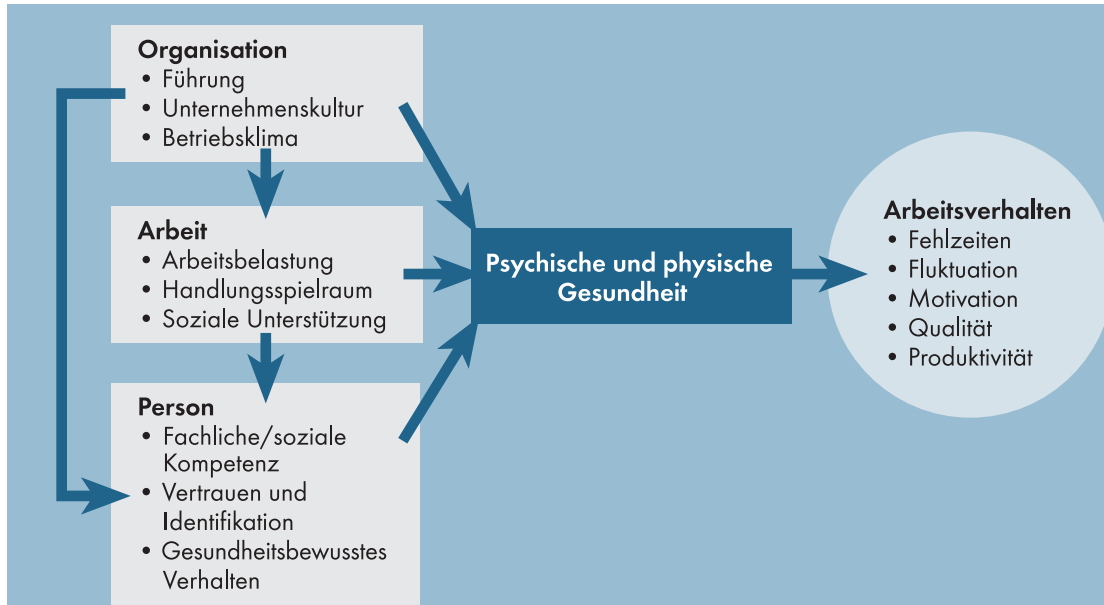 Organisation
• Führung
• Unternehmenskultur
• Betriebsklima
Arbeit
• Arbeitsbelastung
• Handlungsspielraum
• Soziale Unterstützung
Person
• Fachliche/soziale
Kompetenz
• Vertrauen und
Identifikation
• Gesundheitsbewusstes
Verhalten
Psychische und physische
Gesundheit
Arbeitsverhalten
• Fehlzeiten
• Fluktuation
• Motivation
• Qualität
• Produktivität